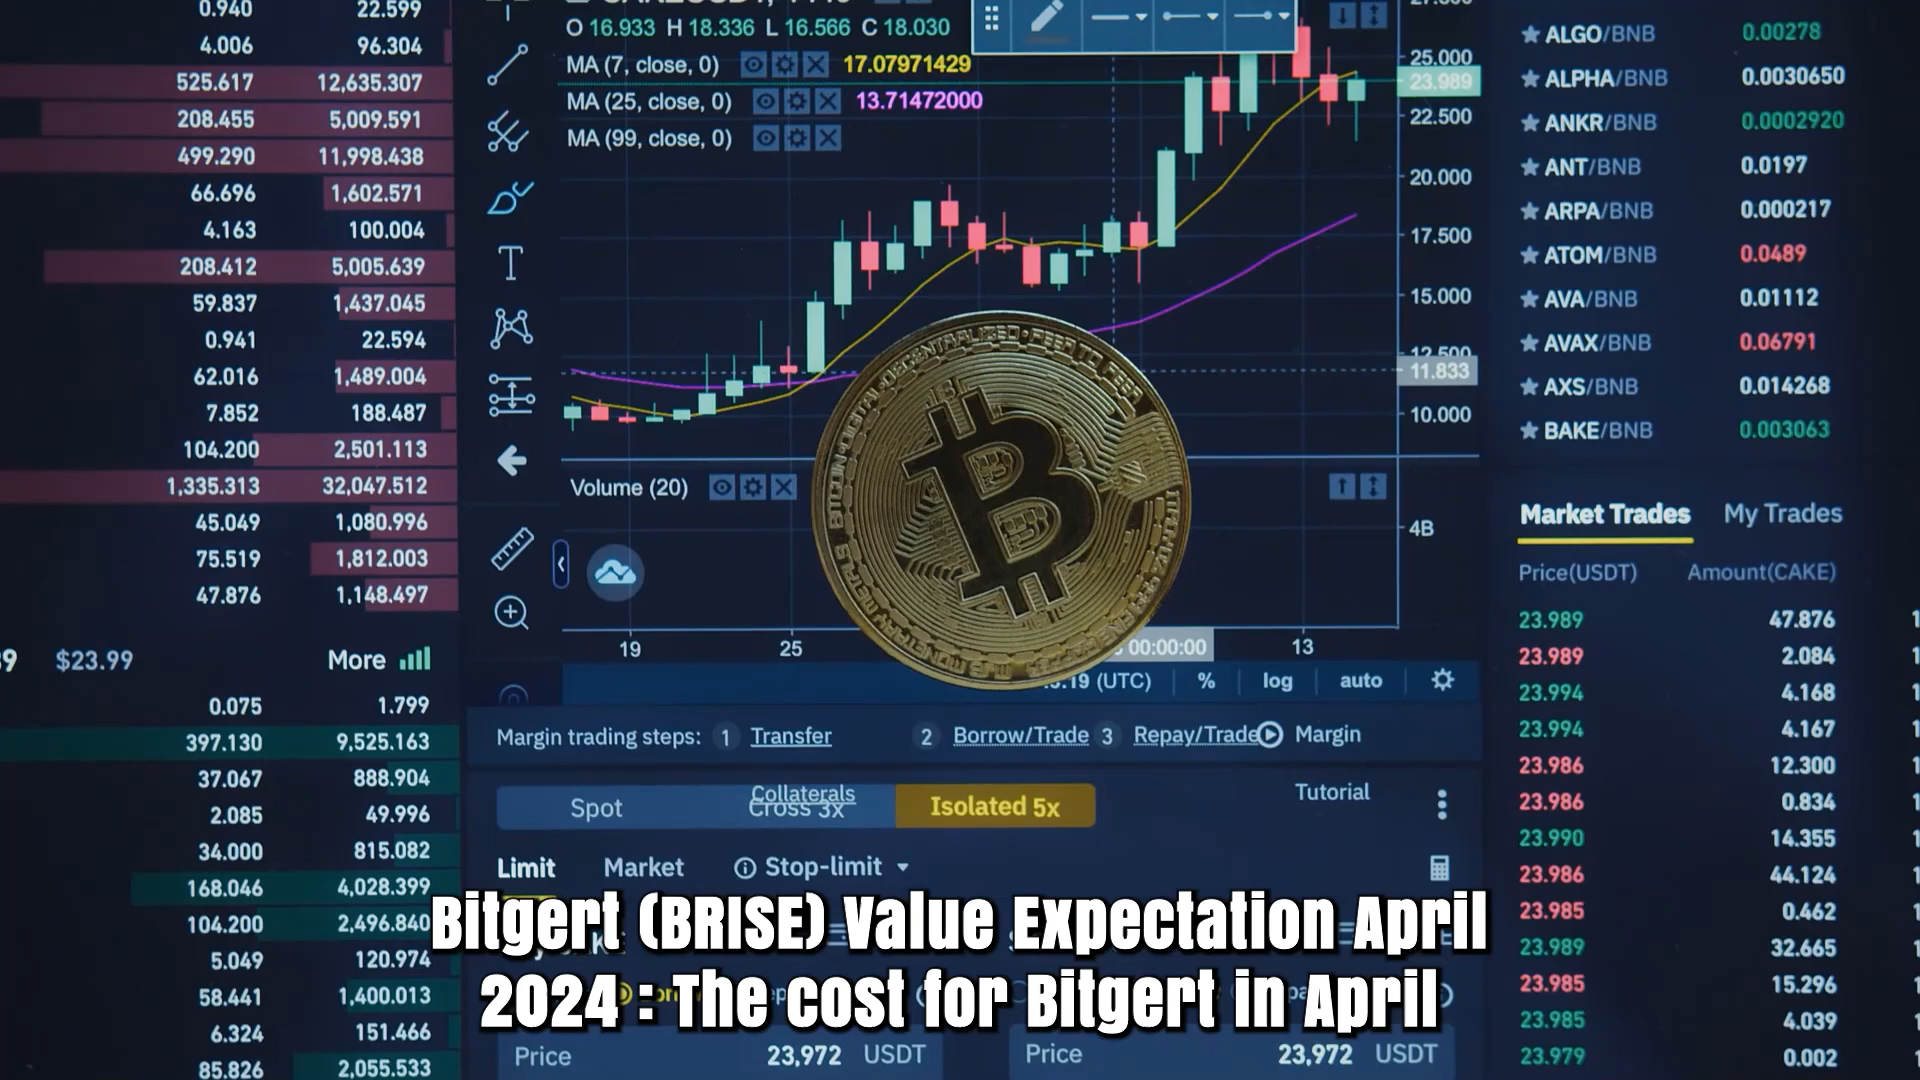 0.940 22.599
4.006 96.304
525.617 12,635.307
208.455 5,009.591
499.290 11,998.438
66.696 1,602.571
4.163 100.004
208.412 5,005.639
59.837 1,437.045
0.941 22.594
62.016 1,489.004
7.852 188.487
104.200 2,501.113
1,335.313 32,047.512
45.049 1,080.996
75.519 1,812.003
47.876 1,148.497
$23.99 More
0.075 1.799
397.130 9,525.163
37.067 888.904
2.085 49.996
34.000 815.082
168.046 4,028.399
104.200 2,496.840
5.049 120.974
58.441 1,400.013
6.324 151.466
85.826 2,055.533
O 16.933 H 18.336 L 16.566 C 18.030
MA (7, close, 0) 17.07971429
MA (25, close, 0) 13.71472000
MA (99, close, 0)
25.000
23.989
22.500
20.000
17.500
15.000
12.500
11.833
10.000
Volume (20)
4B
19 25 00:00:00 13
(UTC) % log auto
BITCOIN • DIGITAL • DECENTRALIZED • PEER TO PEER
Margin trading steps: 1 Transfer 2 Borrow/Trade 3 Repay/Trade Margin
Collaterals Tutorial
Spot Cross 3x Isolated 5x
Limit Market Stop-limit
Bitgert (BRISE) Value Expectation April
2024 : The cost for Bitgert in April
Price 23,972 USDT Price 23,972 USDT
ALGO/BNB 0.00278
ALPHA/BNB 0.0030650
ANKR/BNB 0.0002920
ANT/BNB 0.0197
ARPA/BNB 0.000217
ATOM/BNB 0.0489
AVA/BNB 0.01112
AVAX/BNB 0.06791
AXS/BNB 0.014268
BAKE/BNB 0.003063
Market Trades My Trades
Price(USDT) Amount(CAKE)
23.989 47.876
23.989 2.084
23.994 4.168
23.994 4.167
23.986 12.300
23.986 0.834
23.990 14.355
23.986 44.124
23.985 0.462
23.989 32.665
23.985 15.296
23.985 4.039
23.979 0.002